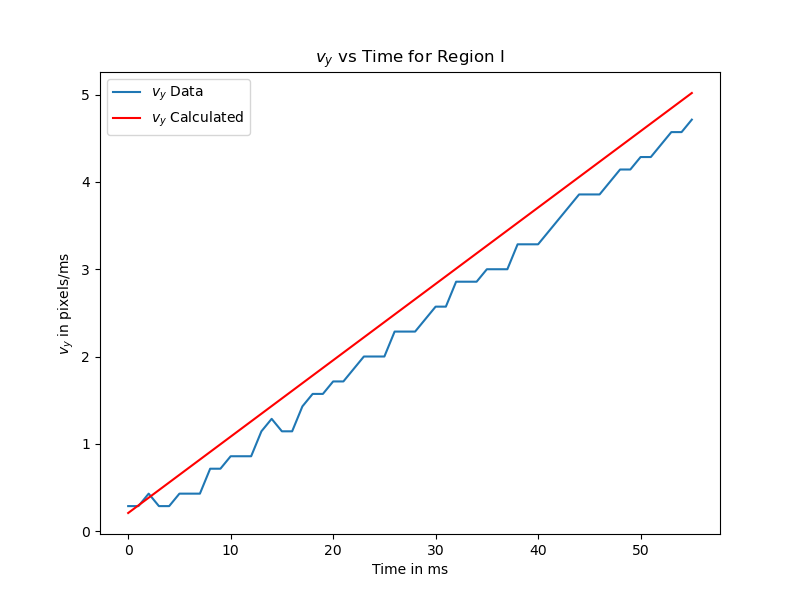 v_y vs Time for Region I
v_y Data
v_y Calculated
5
4
3
2
1
0
v_y in pixels/ms
0 10 20 30 40 50
Time in ms